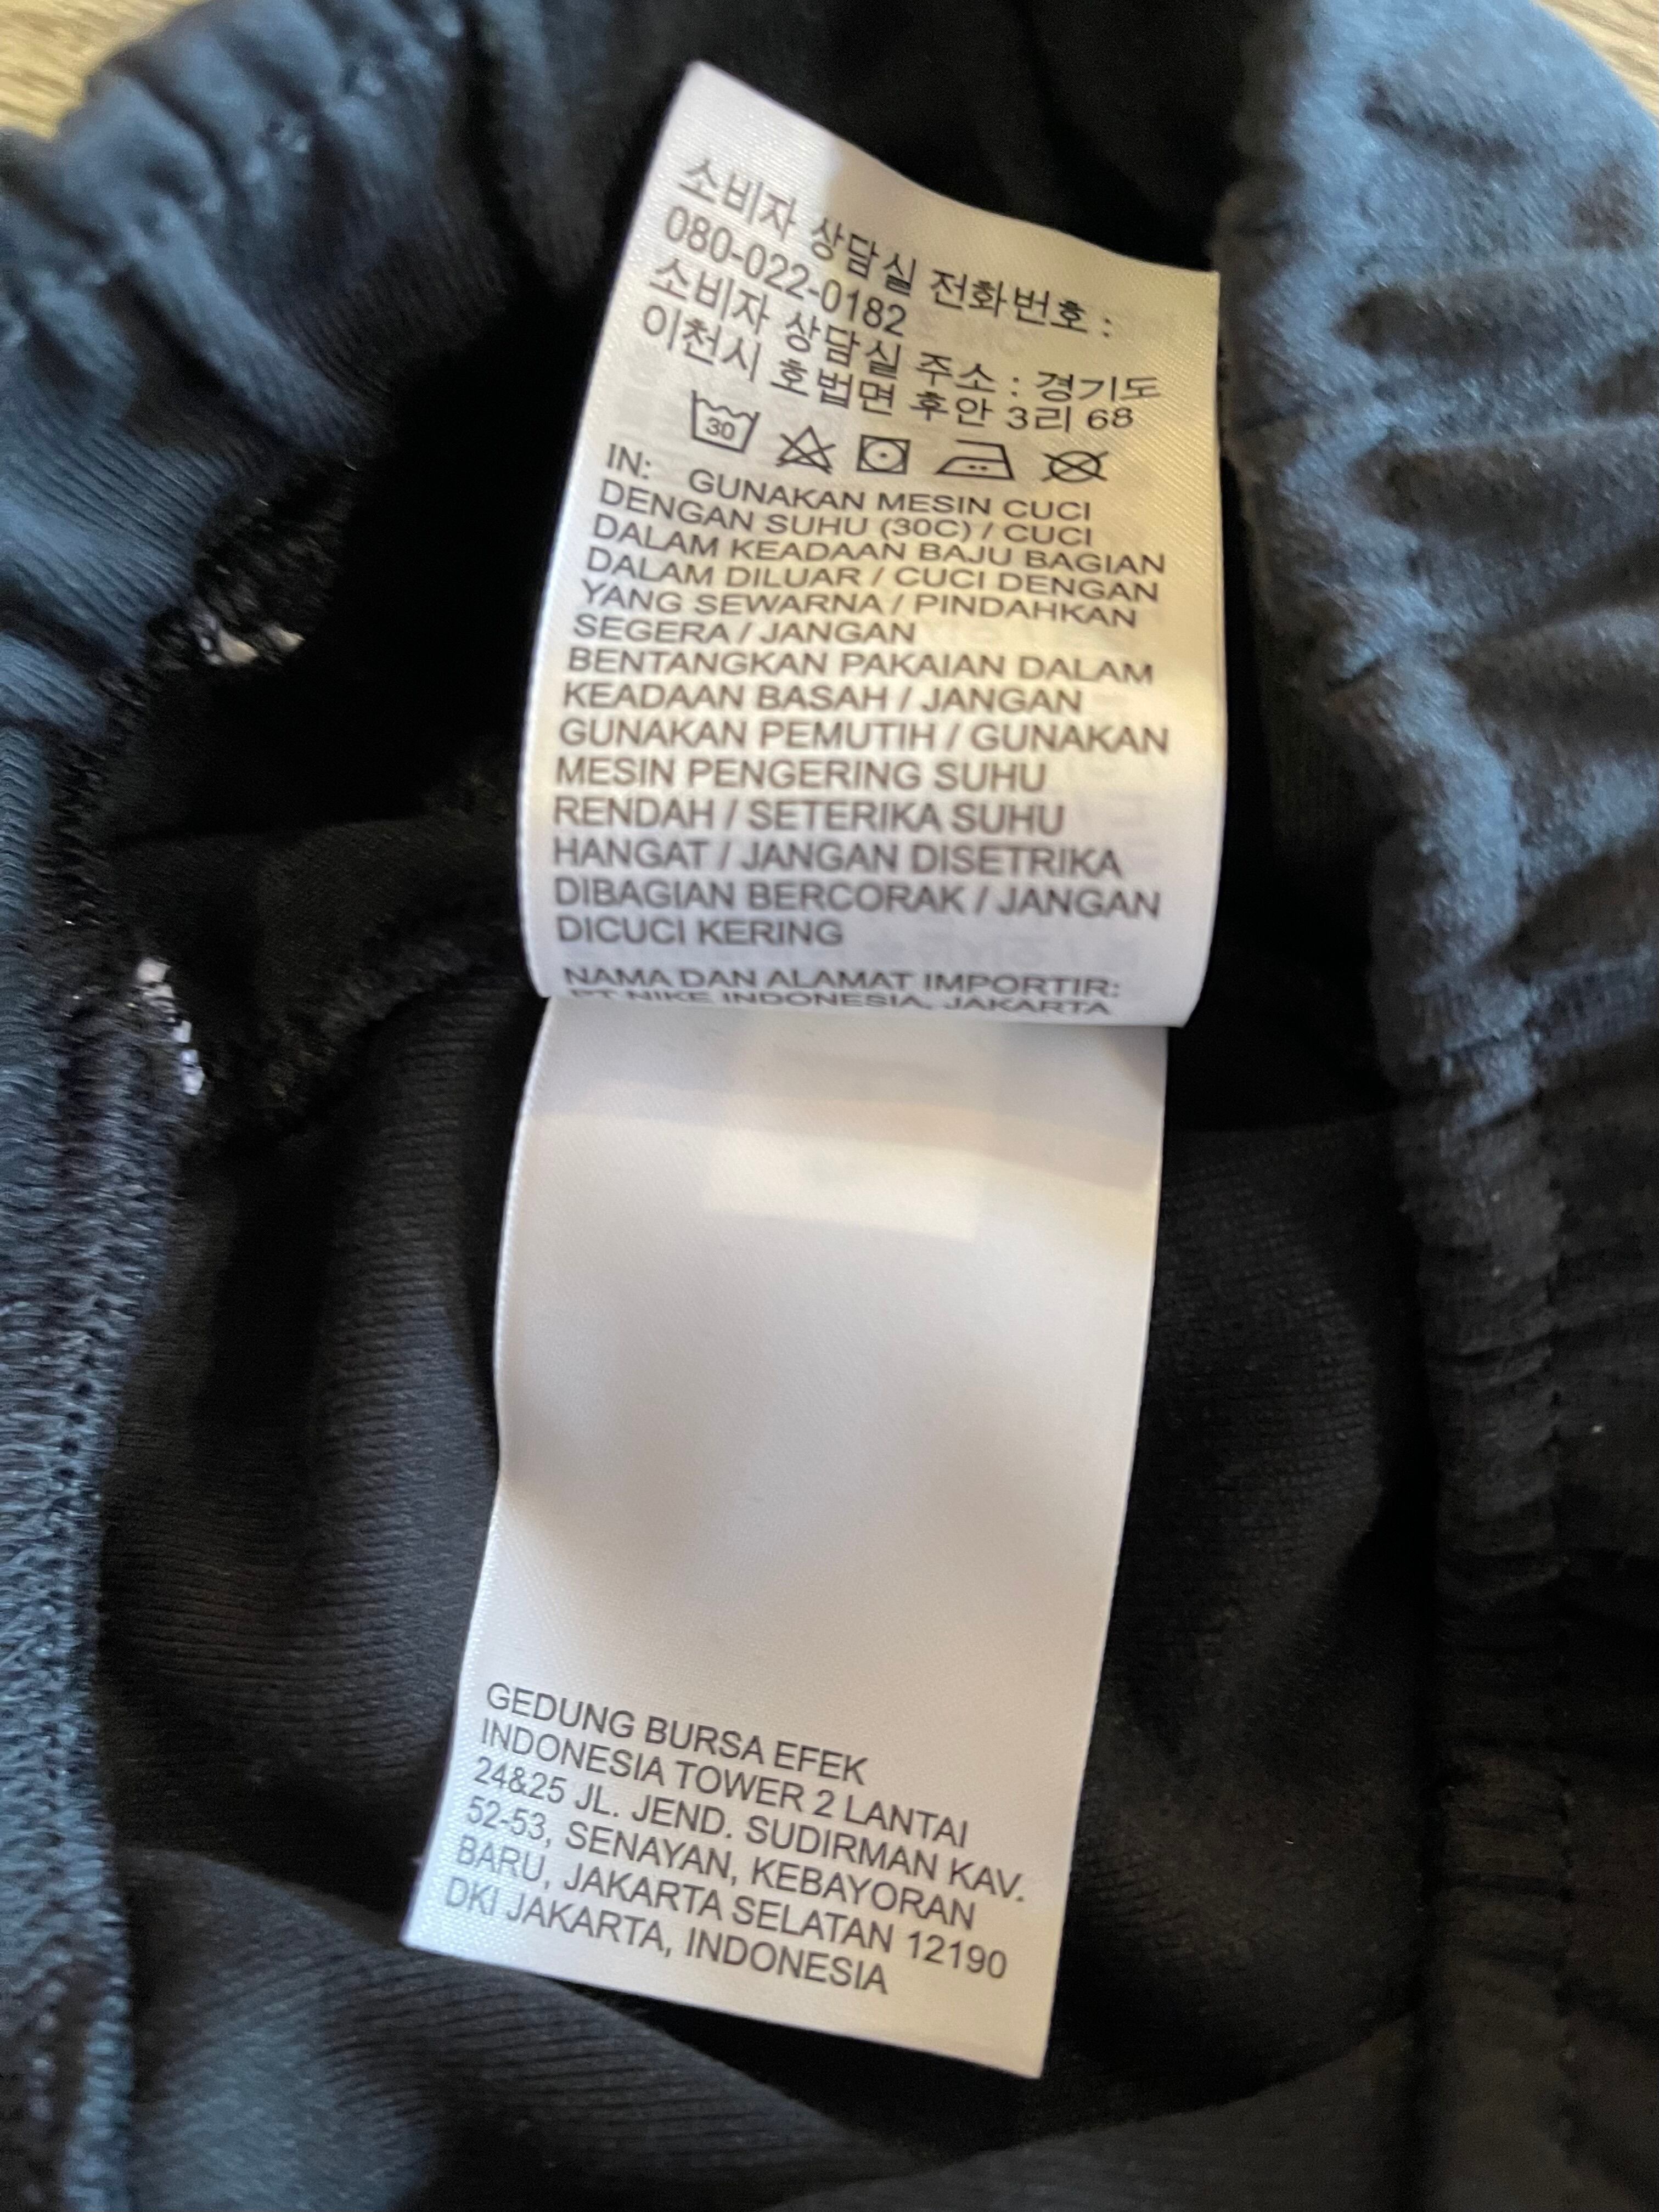 소비자 상담실 전화번호 :
080-022-0182
소비자 상담실 주소 : 경기도
이천시 호법면 후안 3리 68
30
IN: GUNAKAN MESIN CUCI
DENGAN SUHU (30C) / CUCI
DALAM KEADAAN BAJU BAGIAN
DALAM DILUAR / CUCI DENGAN
YANG SEWARNA / PINDAHKAN
SEGERA / JANGAN
BENTANGKAN PAKAIAN DALAM
KEADAAN BASAH / JANGAN
GUNAKAN PEMUTIH / GUNAKAN
MESIN PENGERING SUHU
RENDAH / SETERIKA SUHU
HANGAT / JANGAN DISETRIKA
DIBAGIAN BERCORAK / JANGAN
DICUCI KERING
NAMA DAN ALAMAT IMPORTIR:
PT NIKE INDONESIA, JAKARTA
GEDUNG BURSA EFEK
INDONESIA TOWER 2 LANTAI
24&25 JL. JEND. SUDIRMAN KAV.
52-53, SENAYAN, KEBAYORAN
BARU, JAKARTA SELATAN 12190
DKI JAKARTA, INDONESIA